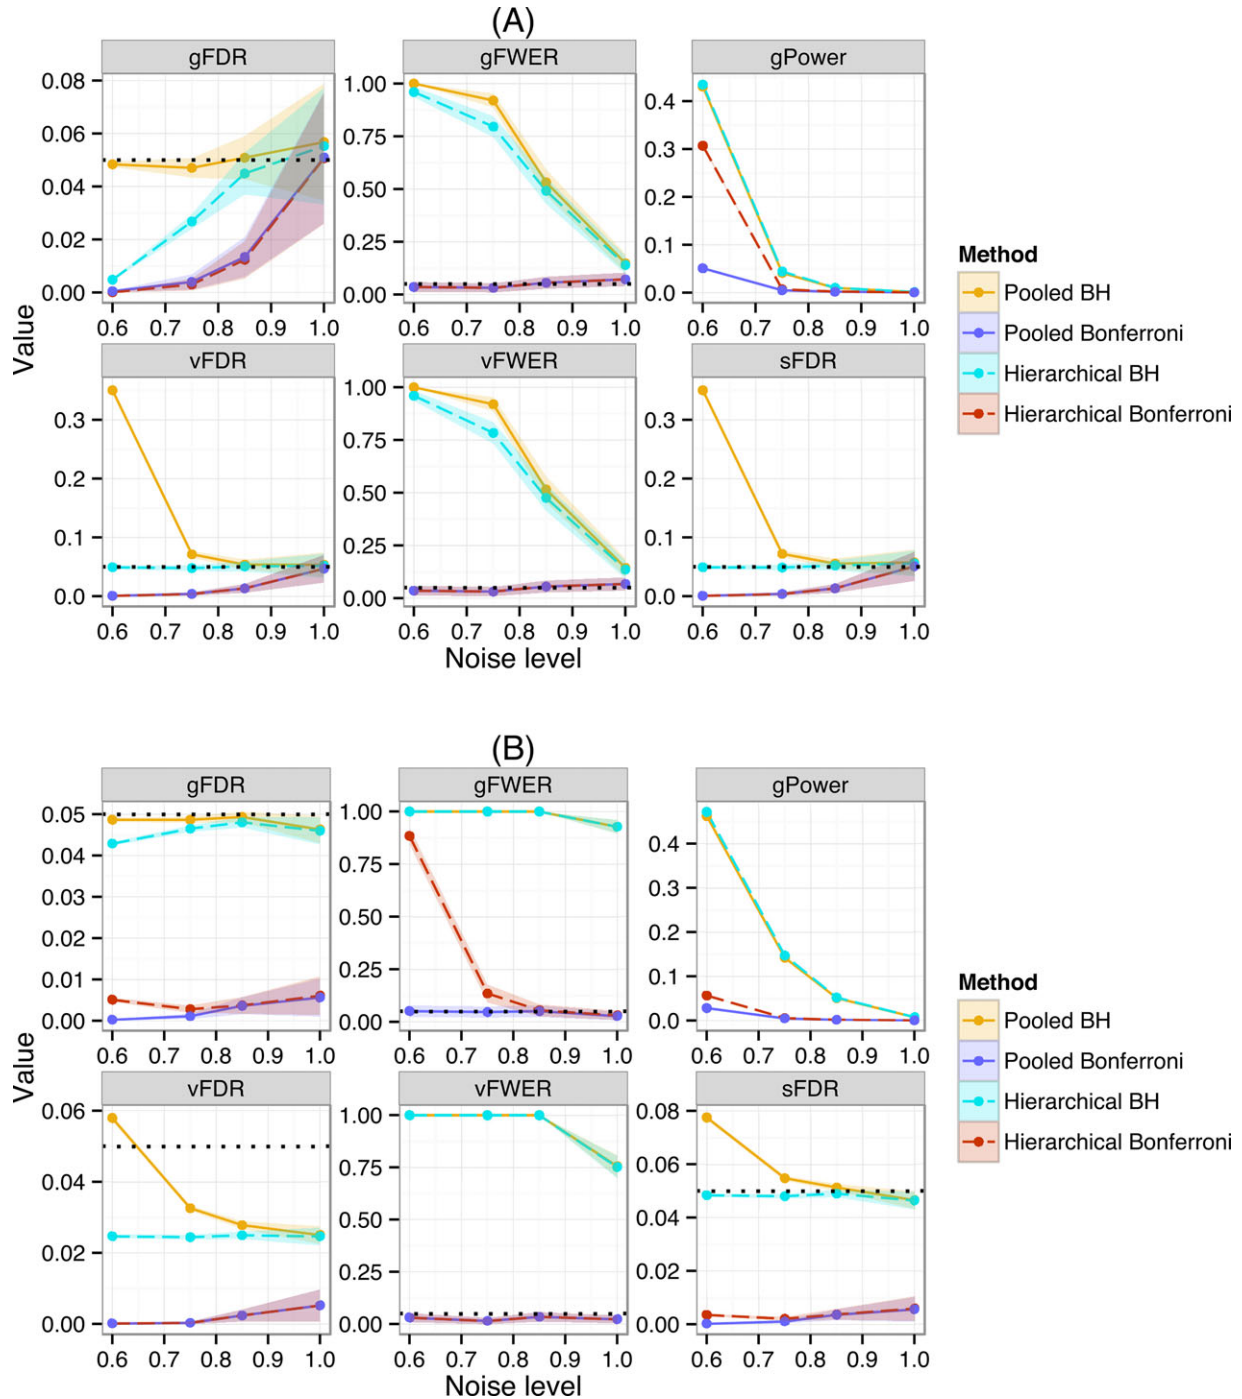 (A)
gFDR gFWER gPower
0.08 0.06 0.04 0.02 0.00
1.00 0.75 0.50 0.25 0.00
0.4 0.3 0.2 0.1 0.0
0.6 0.7 0.8 0.9 1.0 0.6 0.7 0.8 0.9 1.0 0.6 0.7 0.8 0.9 1.0
Value
vFDR vFWER sFDR
0.3 0.2 0.1 0.0
1.00 0.75 0.50 0.25 0.00
0.3 0.2 0.1 0.0
0.6 0.7 0.8 0.9 1.0 0.6 0.7 0.8 0.9 1.0 0.6 0.7 0.8 0.9 1.0
Noise level
Method
Pooled BH
Pooled Bonferroni
Hierarchical BH
Hierarchical Bonferroni
(B)
gFDR gFWER gPower
0.05 0.04 0.03 0.02 0.01 0.00
1.00 0.75 0.50 0.25 0.00
0.4 0.3 0.2 0.1 0.0
0.6 0.7 0.8 0.9 1.0 0.6 0.7 0.8 0.9 1.0 0.6 0.7 0.8 0.9 1.0
Value
vFDR vFWER sFDR
0.06 0.04 0.02 0.00
1.00 0.75 0.50 0.25 0.00
0.08 0.06 0.04 0.02 0.00
0.6 0.7 0.8 0.9 1.0 0.6 0.7 0.8 0.9 1.0 0.6 0.7 0.8 0.9 1.0
Noise level
Method
Pooled BH
Pooled Bonferroni
Hierarchical BH
Hierarchical Bonferroni